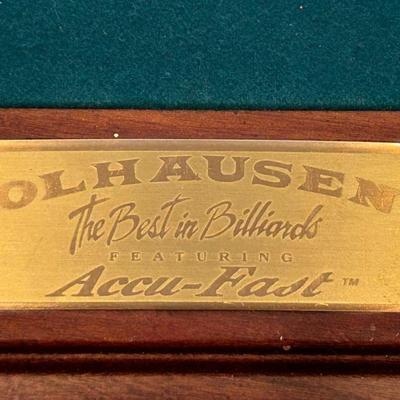 OLHAUSEN
The Best in Billiards
FEATURING
Accu-Fast ™